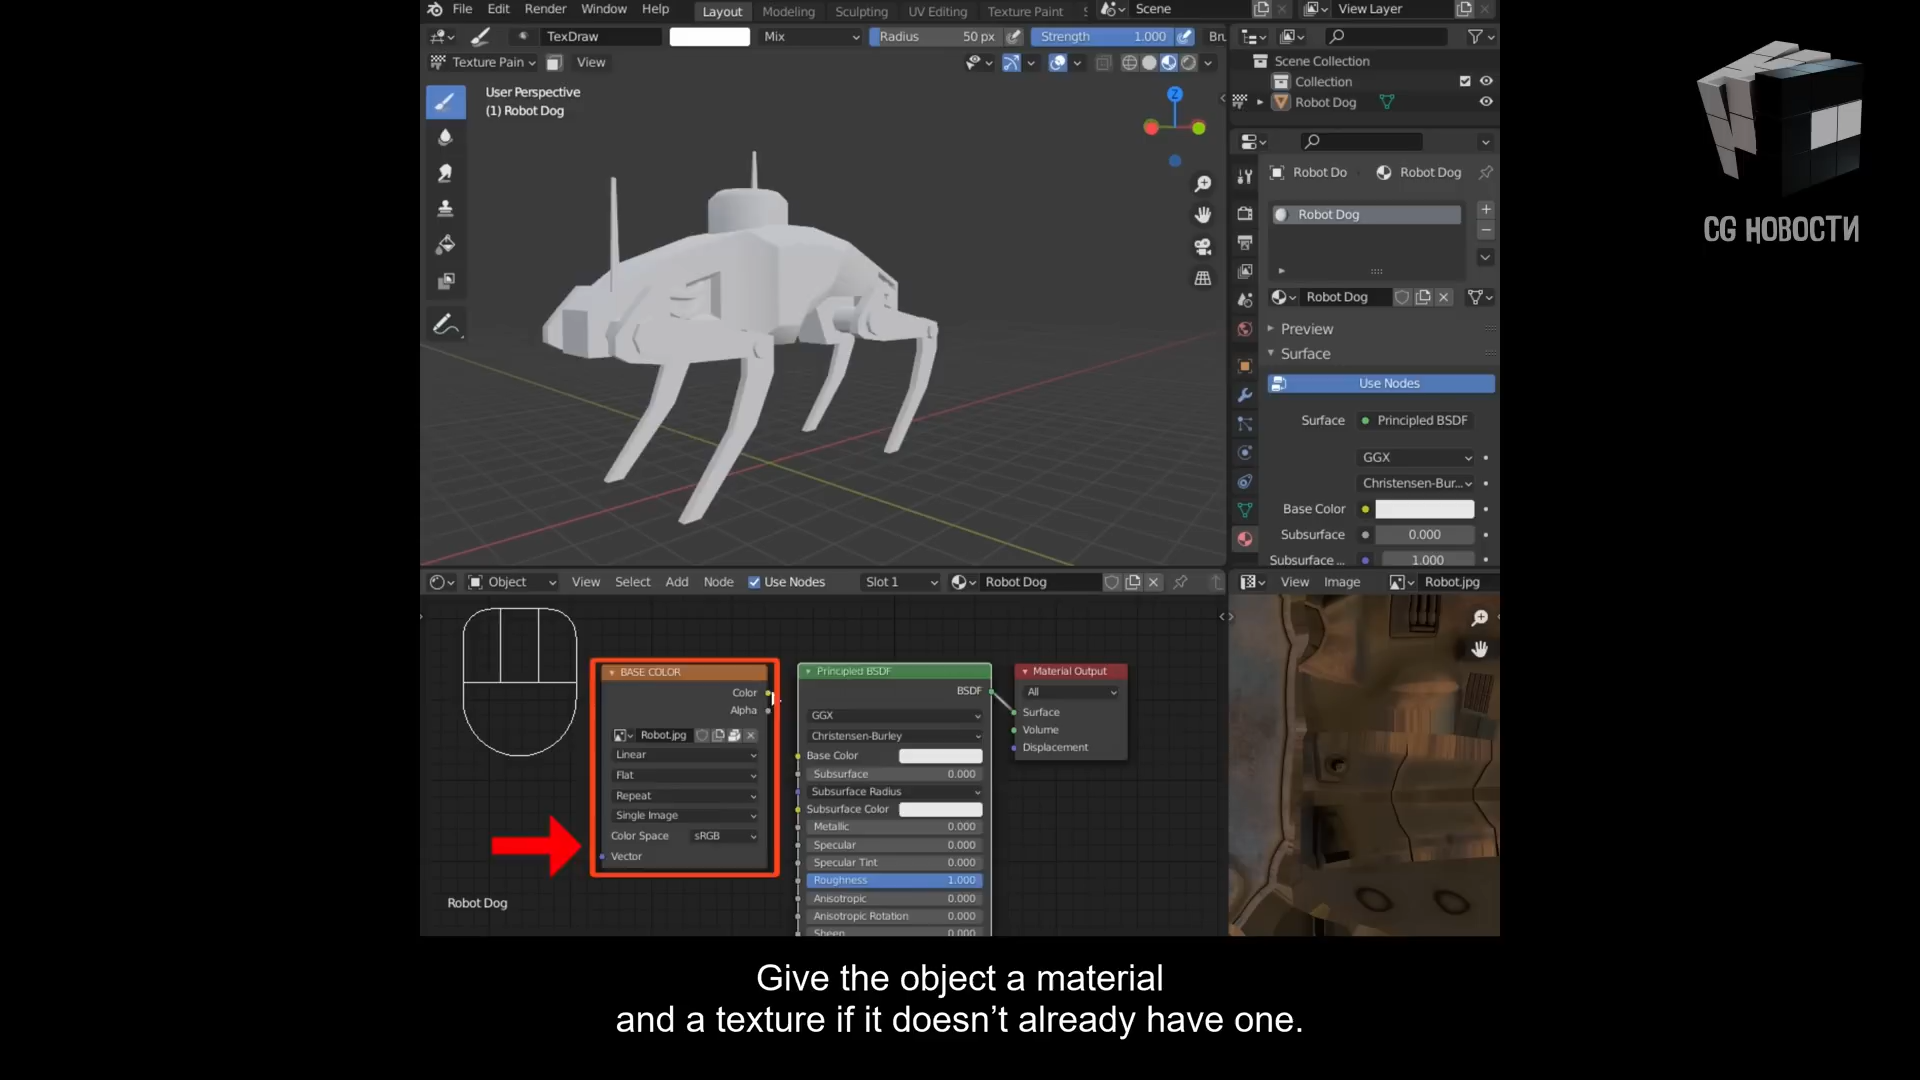 File Edit Render Window Help Layout Modeling Sculpting UV Editing Texture Paint Scene View Layer
TexDraw Mix Radius 50 px Strength 1.000 Bru
Texture Pain View
Scene Collection
Collection
Robot Dog
User Perspective
(1) Robot Dog
Z
Robot Do Robot Dog
Robot Dog
Robot Dog
Preview
Surface
Use Nodes
Surface Principled BSDF
GGX
Christensen-Bur...
Base Color
Subsurface 0.000
Subsurface ... 1.000
CG НОВОСТИ
Object View Select Add Node Use Nodes Slot 1 Robot Dog
View Image Robot.jpg
BASE COLOR
Color
Alpha
Robot.jpg
Linear
Flat
Repeat
Single Image
Color Space sRGB
Vector
Principled BSDF
BSDF
GGX
Christensen-Burley
Base Color
Subsurface 0.000
Subsurface Radius
Subsurface Color
Metallic 0.000
Specular 0.000
Specular Tint 0.000
Roughness 1.000
Anisotropic 0.000
Anisotropic Rotation 0.000
Sheen 0.000
Material Output
All
Surface
Volume
Displacement
Robot Dog
Give the object a material
and a texture if it doesn’t already have one.